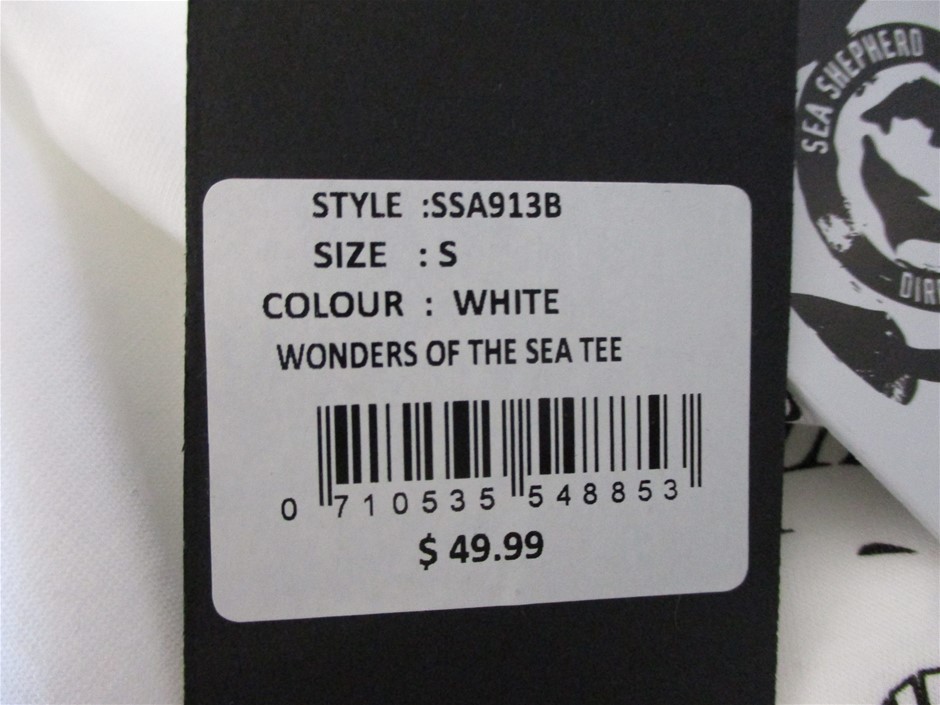 STYLE :SSA913B
SIZE : S
COLOUR : WHITE
WONDERS OF THE SEA TEE
0 710535 548853
$ 49.99
SEA SHEPHERD